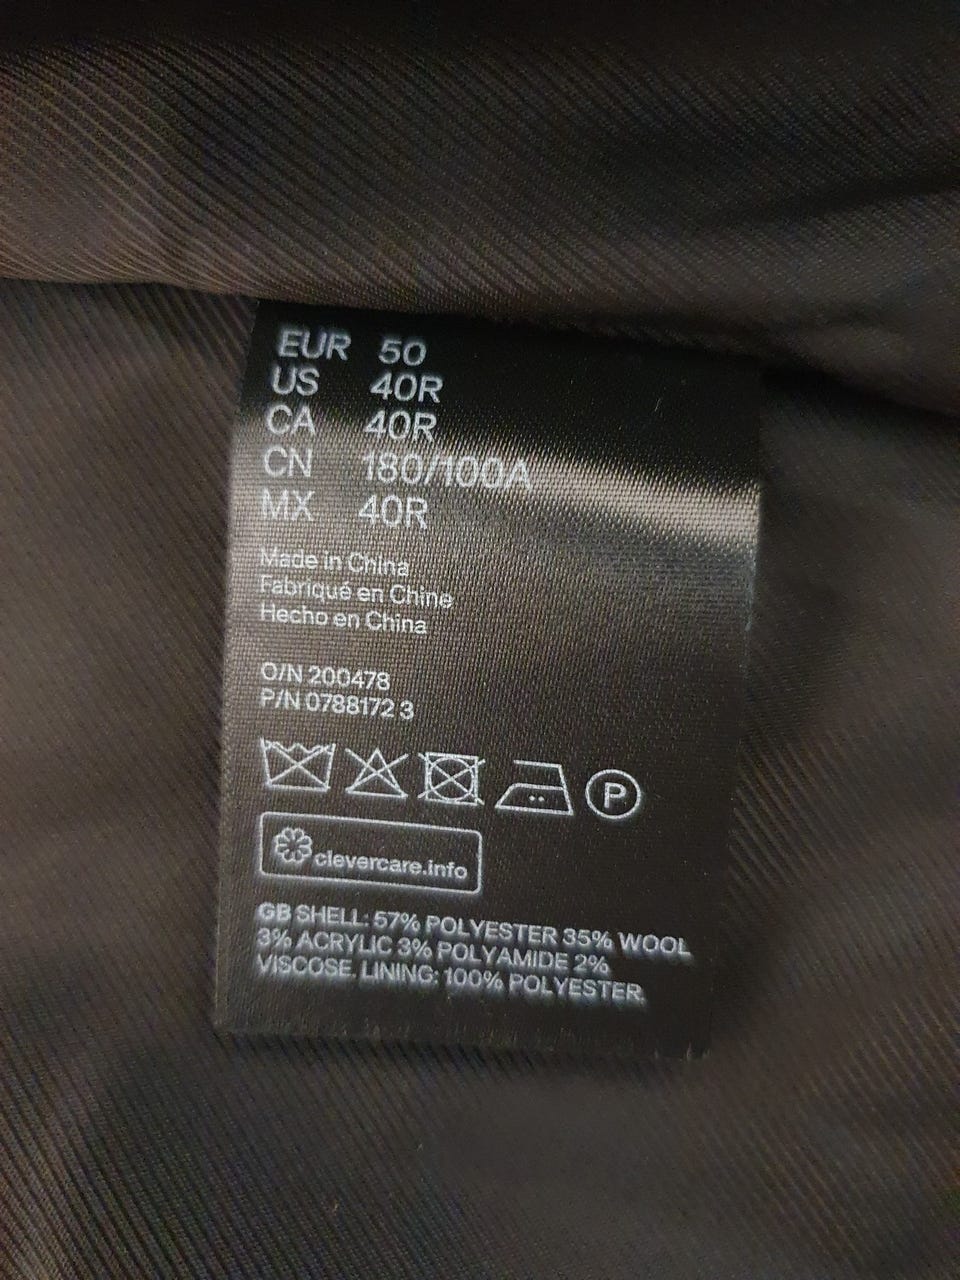 EUR 50
US 40R
CA 40R
CN 180/100A
MX 40R
Made in China
Fabriqué en Chine
Hecho en China
O/N 200478
P/N 0788172 3
P
clevercare.info
GB SHELL: 57% POLYESTER 35% WOOL
3% ACRYLIC 3% POLYAMIDE 2%
VISCOSE. LINING: 100% POLYESTER.